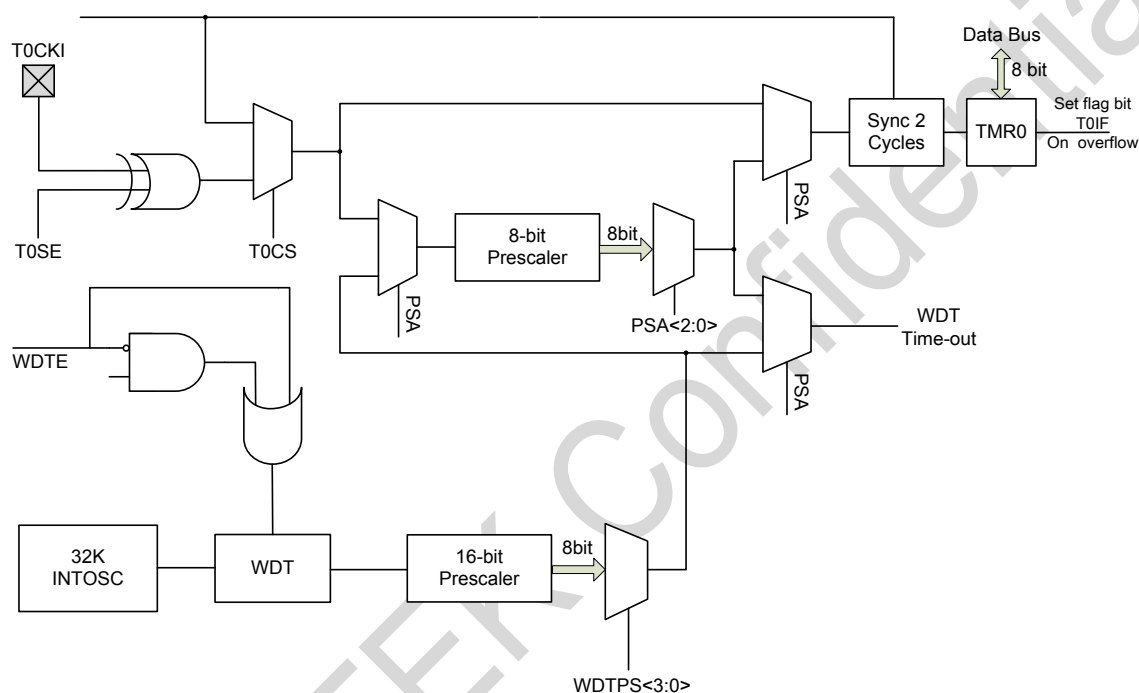 T0CKI
Data Bus
8 bit
Set flag bit
T0IF
On overflow
Sync 2
Cycles
TMR0
PSA
T0SE
T0CS
8-bit
Prescaler
8bit
PSA
PSA<2:0>
WDT
Time-out
WDTE
PSA
32K
INTOSC
WDT
16-bit
Prescaler
8bit
WDTPS<3:0>
TEK Confidential